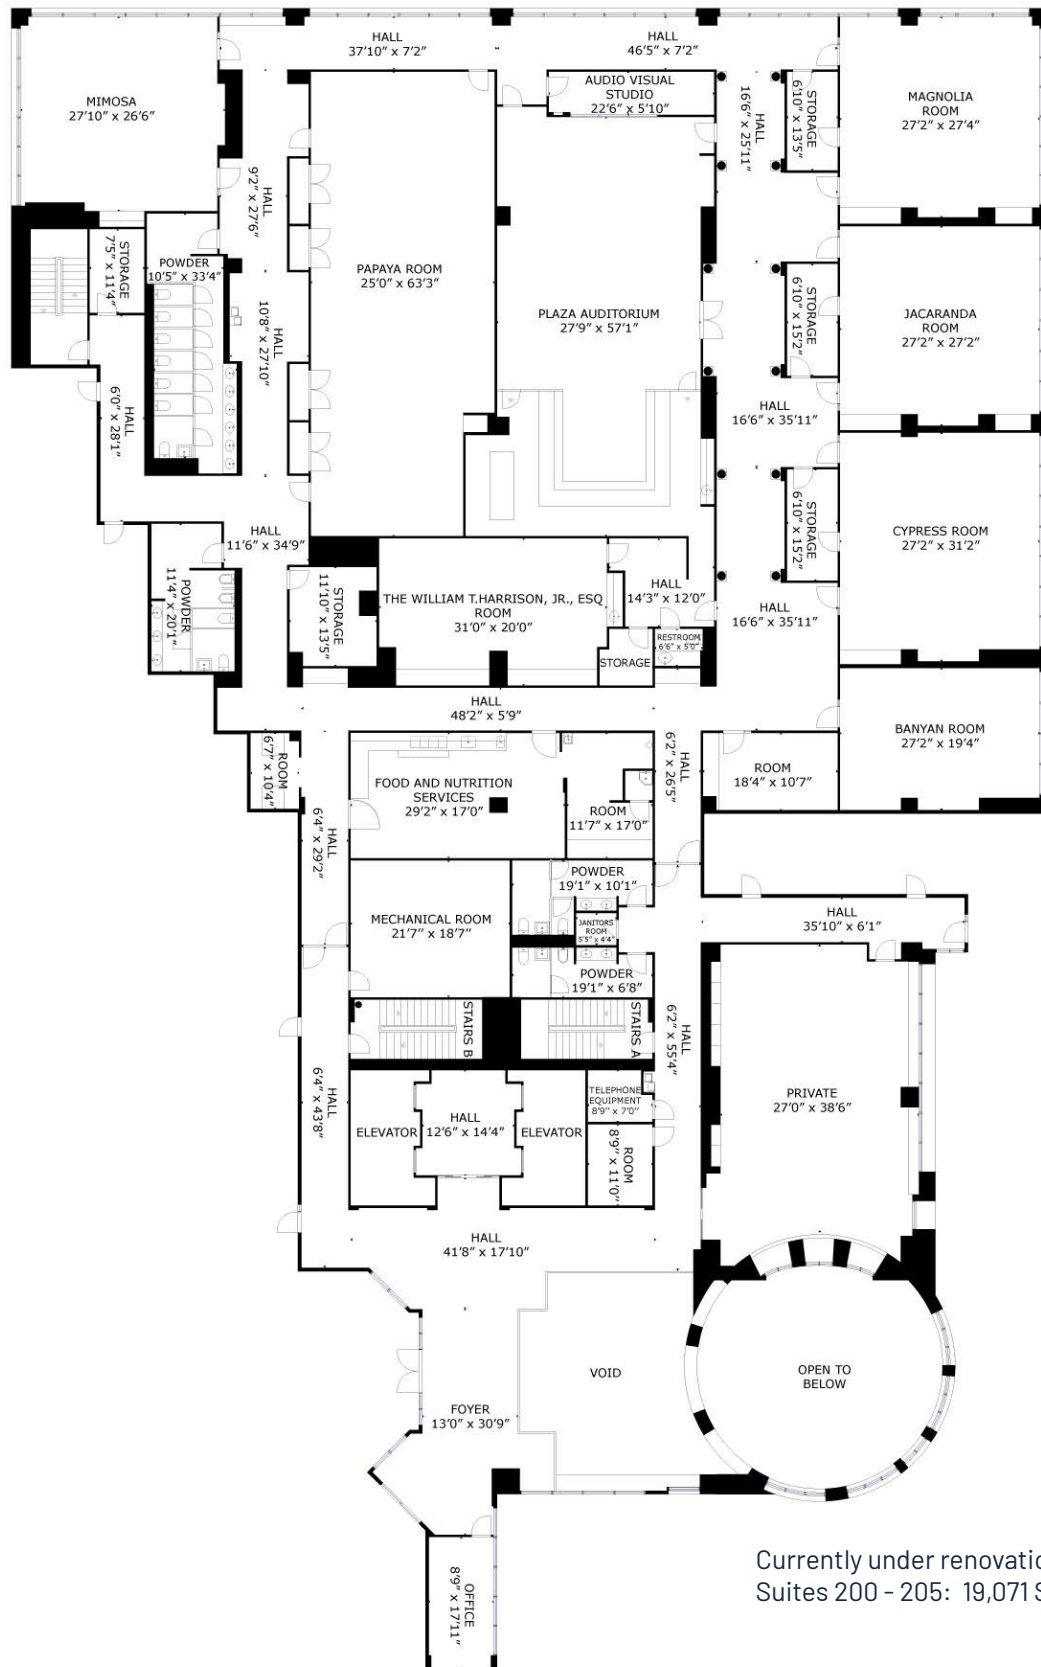 HALL
37'10" x 7'2"
HALL
46'5" x 7'2"
MIMOSA
27'10" x 26'6"
AUDIO VISUAL
STUDIO
22'6" x 5'10"
HALL
16'6" x 25'11"
STORAGE
6'10" x 13'5"
MAGNOLIA
ROOM
27'2" x 27'4"
HALL
9'2" x 27'6"
STORAGE
7'5" x 11'4"
POWDER
10'5" x 33'4"
PAPAYA ROOM
25'0" x 63'3"
PLAZA AUDITORIUM
27'9" x 57'1"
STORAGE
6'10" x 15'2"
JACARANDA
ROOM
27'2" x 27'2"
HALL
10'8" x 27'10"
HALL
6'0" x 28'1"
HALL
16'6" x 35'11"
HALL
11'6" x 34'9"
STORAGE
6'10" x 15'2"
CYPRESS ROOM
27'2" x 31'2"
POWDER
11'4" x 20'1"
STORAGE
11'10" x 13'5"
THE WILLIAM T.HARRISON, JR., ESQ
ROOM
31'0" x 20'0"
HALL
14'3" x 12'0"
HALL
16'6" x 35'11"
RESTROOM
6'6" x 5'0"
STORAGE
HALL
48'2" x 5'9"
BANYAN ROOM
27'2" x 19'4"
ROOM
6'7" x 10'4"
FOOD AND NUTRITION
SERVICES
29'2" x 17'0"
HALL
6'2" x 26'5"
ROOM
18'4" x 10'7"
ROOM
11'7" x 17'0"
HALL
6'4" x 29'2"
POWDER
19'1" x 10'1"
MECHANICAL ROOM
21'7" x 18'7"
JANITORS
ROOM
5'5" x 4'4"
HALL
35'10" x 6'1"
POWDER
19'1" x 6'8"
STAIRS B
STAIRS A
HALL
6'2" x 55'4"
HALL
6'4" x 43'8"
TELEPHONE
EQUIPMENT
8'9" x 7'0"
PRIVATE
27'0" x 38'6"
ELEVATOR
HALL
12'6" x 14'4"
ELEVATOR
ROOM
8'9" x 11'0"
HALL
41'8" x 17'10"
VOID
OPEN TO
BELOW
FOYER
13'0" x 30'9"
OFFICE
8'9" x 17'11"
Currently under renovatio
Suites 200 - 205: 19,071 S